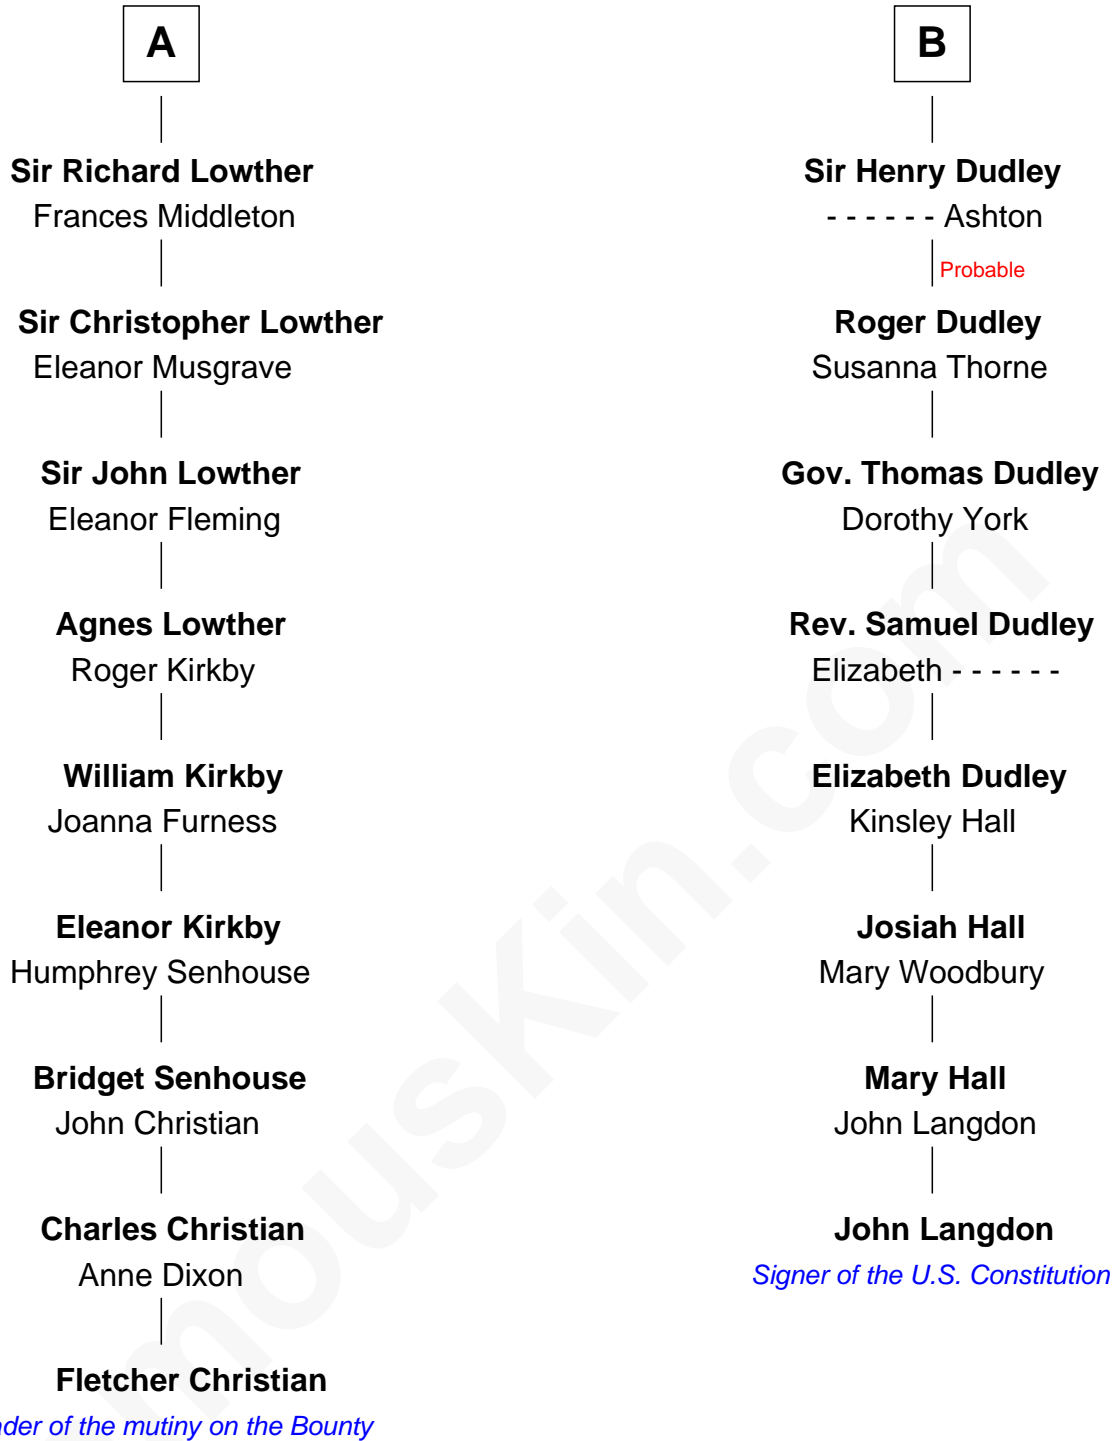 A
Sir Richard Lowther
Frances Middleton
Sir Christopher Lowther
Eleanor Musgrave
Sir John Lowther
Eleanor Fleming
Agnes Lowther
Roger Kirkby
William Kirkby
Joanna Furness
Eleanor Kirkby
Humphrey Senhouse
Bridget Senhouse
John Christian
Charles Christian
Anne Dixon
Fletcher Christian
of the mutiny on the Bounty
B
Sir Henry Dudley
- - - - - - Ashton
Probable
Roger Dudley
Susanna Thorne
Gov. Thomas Dudley
Dorothy York
Rev. Samuel Dudley
Elizabeth - - - - - -
Elizabeth Dudley
Kinsley Hall
Josiah Hall
Mary Woodbury
Mary Hall
John Langdon
John Langdon
Signer of the U.S. Constitution
mousKin.com